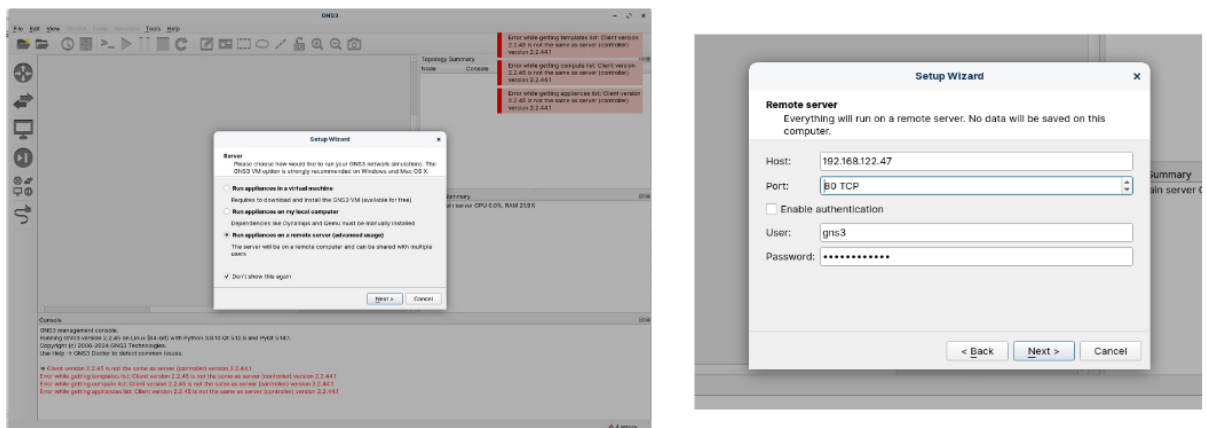 GNS3
File Edit View Control Node Annotate Tools Help
Error while getting templates list: Client version
2.2.45 is not the same as server (controller)
version 2.2.44.1
Error while getting compute list: Client version
2.2.45 is not the same as server (controller)
version 2.2.44.1
Error while getting appliances list: Client version
2.2.45 is not the same as server (controller)
version 2.2.44.1
Topology Summary
Node Console
Setup Wizard
Server
Please choose how would like to run your GNS3 network simulations. The
GNS3 VM option is strongly recommended on Windows and Mac OS X.
Run appliances in a virtual machine
Requires to download and install the GNS3 VM (available for free)
Run appliances on my local computer
Dependencies like Dynamips and Qemu must be manually installed
Run appliances on a remote server (advanced usage)
The server will be on a remote computer and can be shared with multiple
users
Don't show this again
Next > Cancel
ummary
ain server CPU 0.0%, RAM 21.9%
Console
GNS3 management console.
Running GNS3 version 2.2.45 on Linux (64-bit) with Python 3.8.10 Qt 5.12.8 and PyQt 5.14.1.
Copyright (c) 2006-2024 GNS3 Technologies.
Use Help -> GNS3 Doctor to detect common issues.
=> Client version 2.2.45 is not the same as server (controller) version 2.2.44.1
Error while getting templates list: Client version 2.2.45 is not the same as server (controller) version 2.2.44.1
Error while getting compute list: Client version 2.2.45 is not the same as server (controller) version 2.2.44.1
Error while getting appliances list: Client version 2.2.45 is not the same as server (controller) version 2.2.44.1
4 errors
Setup Wizard
Remote server
Everything will run on a remote server. No data will be saved on this
computer.
Host: 192.168.122.47
Port: 80 TCP
Enable authentication
User: gns3
Password: ••••••••••••
< Back Next > Cancel
ummary
ain server C